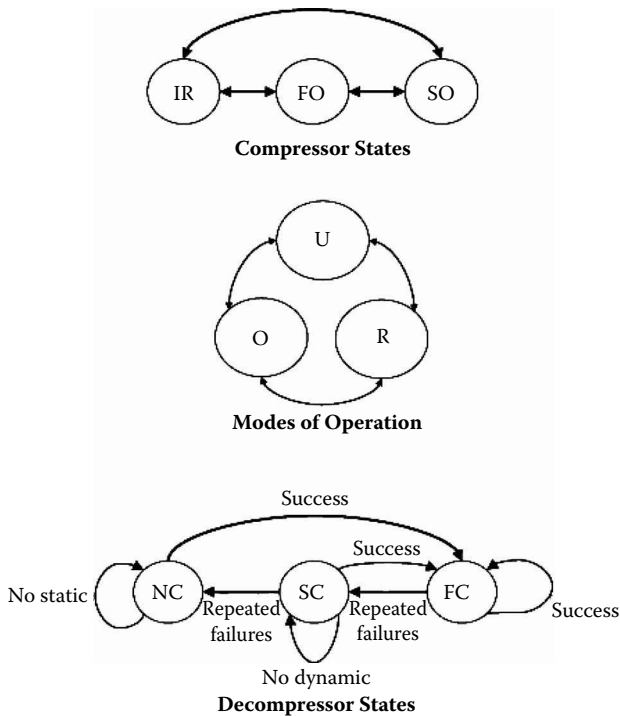 IR FO SO
Compressor States
U
O R
Modes of Operation
Success
Success
No static NC SC FC
Repeated failures Repeated failures
Success
No dynamic
Decompressor States